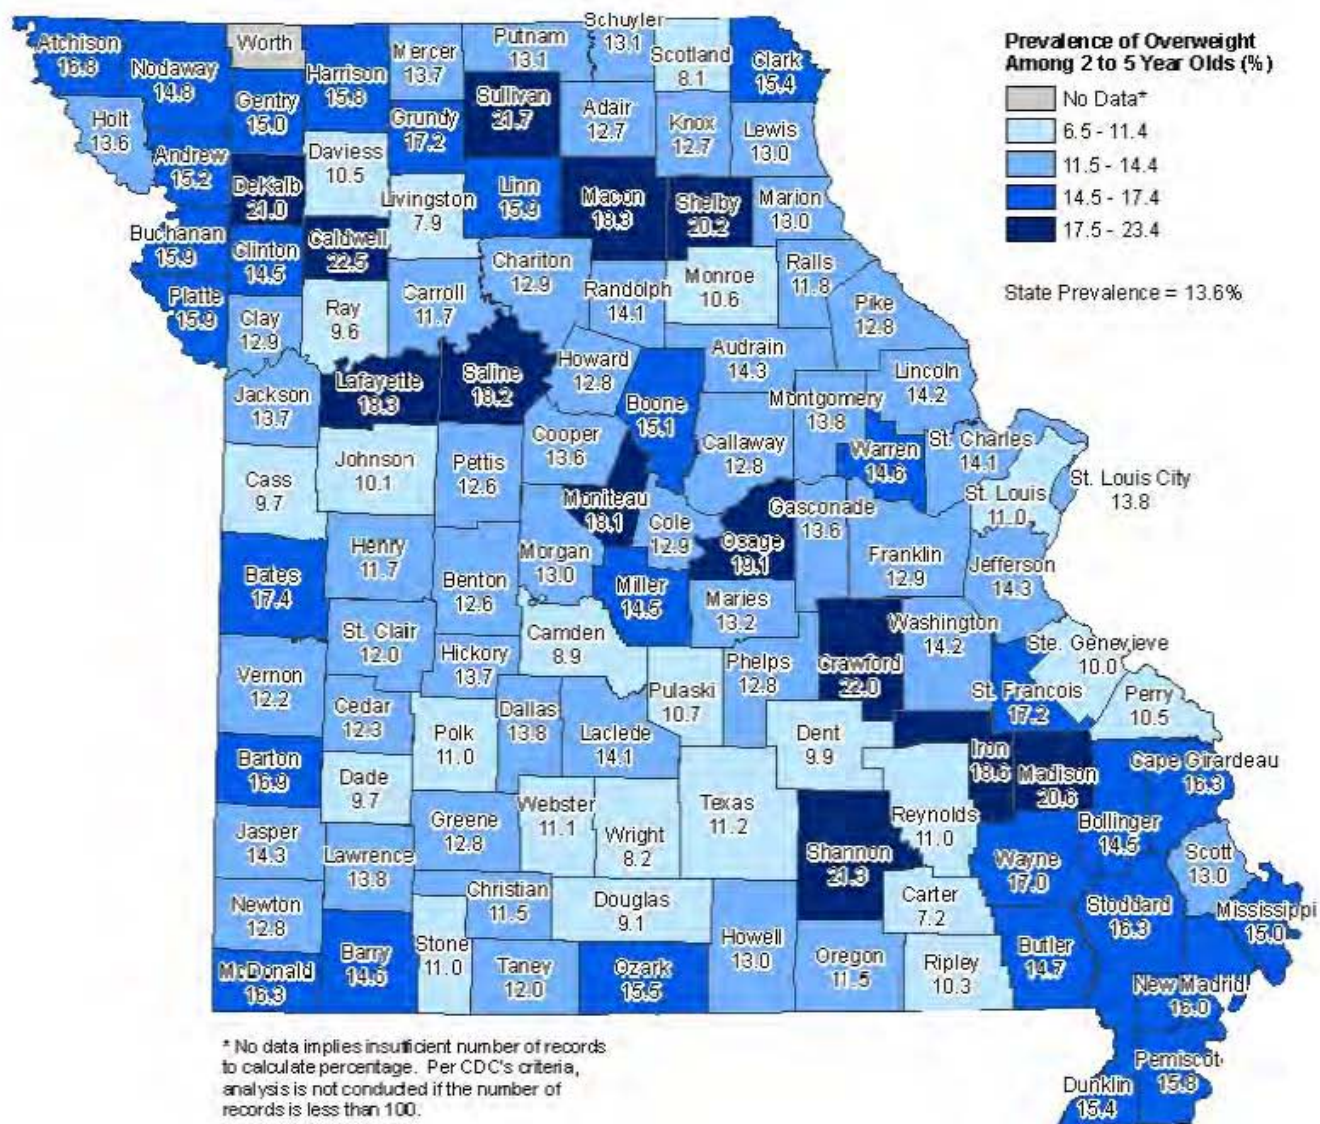 Prevalence of Overweight
Among 2 to 5 Year Olds (%)
No Data*
6.5 - 11.4
11.5 - 14.4
14.5 - 17.4
17.5 - 23.4
State Prevalence = 13.6%
Atchison
16.8
Nodaway
14.8
Worth
Harrison
15.8
Mercer
13.7
Putnam
13.1
Schuyler
13.1
Scotland
8.1
Clark
15.4
Holt
13.6
Gentry
15.0
Grundy
17.2
Sullivan
21.7
Adair
12.7
Knox
12.7
Lewis
13.0
Andrew
15.2
DeKalb
21.0
Daviess
10.5
Livingston
7.9
Linn
15.9
Macon
18.3
Shelby
20.2
Marion
13.0
Buchanan
15.9
Clinton
14.5
Caldwell
22.5
Chariton
12.9
Randolph
14.1
Monroe
10.6
Ralls
11.8
Pike
12.8
Platte
15.9
Clay
12.9
Ray
9.6
Carroll
11.7
Howard
12.8
Audrain
14.3
Lincoln
14.2
Jackson
13.7
Lafayette
18.3
Saline
18.2
Boone
15.1
Montgomery
13.8
Cooper
13.6
Callaway
12.8
Warren
14.6
St. Charles
14.1
St. Louis City
13.8
St. Louis
11.0
Cass
9.7
Johnson
10.1
Pettis
12.6
Moniteau
18.1
Cole
12.9
Osage
19.1
Gasconade
13.6
Franklin
12.9
Jefferson
14.3
Bates
17.4
Henry
11.7
Benton
12.6
Morgan
13.0
Miller
14.5
Maries
13.2
Washington
14.2
Ste. Genevieve
10.0
St. Clair
12.0
Hickory
13.7
Camden
8.9
Phelps
12.8
Crawford
22.0
St. Francois
17.2
Perry
10.5
Vernon
12.2
Cedar
12.3
Pulaski
10.7
Polk
11.0
Dallas
13.8
Laclede
14.1
Dent
9.9
Iron
18.6
Madison
20.6
Cape Girardeau
16.3
Barton
16.9
Dade
9.7
Webster
11.1
Wright
8.2
Texas
11.2
Reynolds
11.0
Bollinger
14.5
Jasper
14.3
Lawrence
13.8
Greene
12.8
Shannon
21.3
Wayne
17.0
Scott
13.0
Newton
12.8
Christian
11.5
Douglas
9.1
Carter
7.2
Stoddard
16.3
Mississippi
15.0
McDonald
16.3
Barry
14.6
Stone
11.0
Taney
12.0
Ozark
15.5
Howell
13.0
Oregon
11.5
Ripley
10.3
Butler
14.7
New Madrid
16.0
Pemiscot
15.8
Dunklin
15.4
* No data implies insufficient number of records
to calculate percentage. Per CDC's criteria,
analysis is not conducted if the number of
records is less than 100.